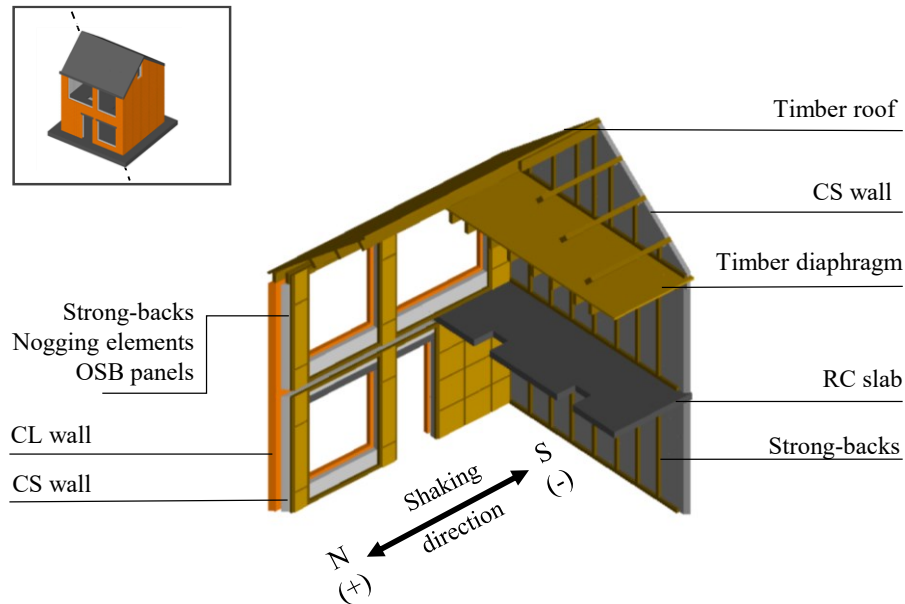 Timber roof
CS wall
Timber diaphragm
Strong-backs
Nogging elements
OSB panels
RC slab
CL wall
Strong-backs
CS wall
S
(-)
Shaking
direction
N
(+)